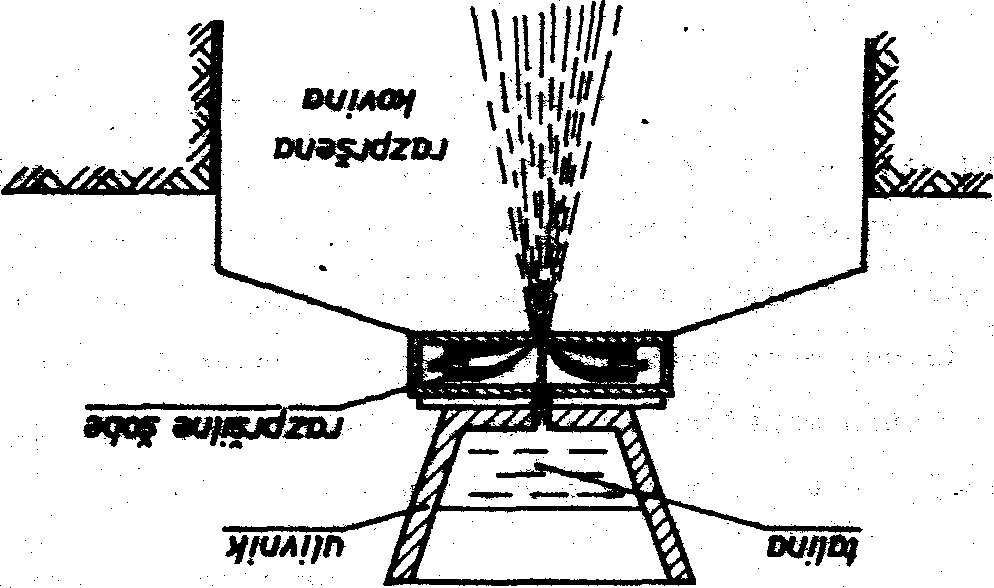 talina
ulivnik
razpršilne šobe
razpršena
kovina